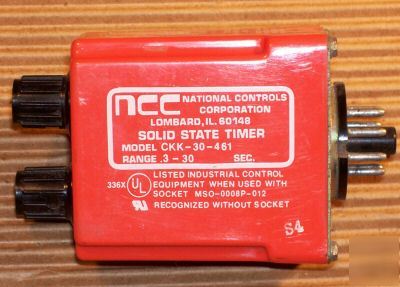 ncc NATIONAL CONTROLS
CORPORATION
LOMBARD, IL. 60148
SOLID STATE TIMER
MODEL CKK-30-461
RANGE .3 - 30 SEC.
336X UL LISTED INDUSTRIAL CONTROL
EQUIPMENT WHEN USED WITH
SOCKET MSO-0008P-012
RECOGNIZED WITHOUT SOCKET
S4